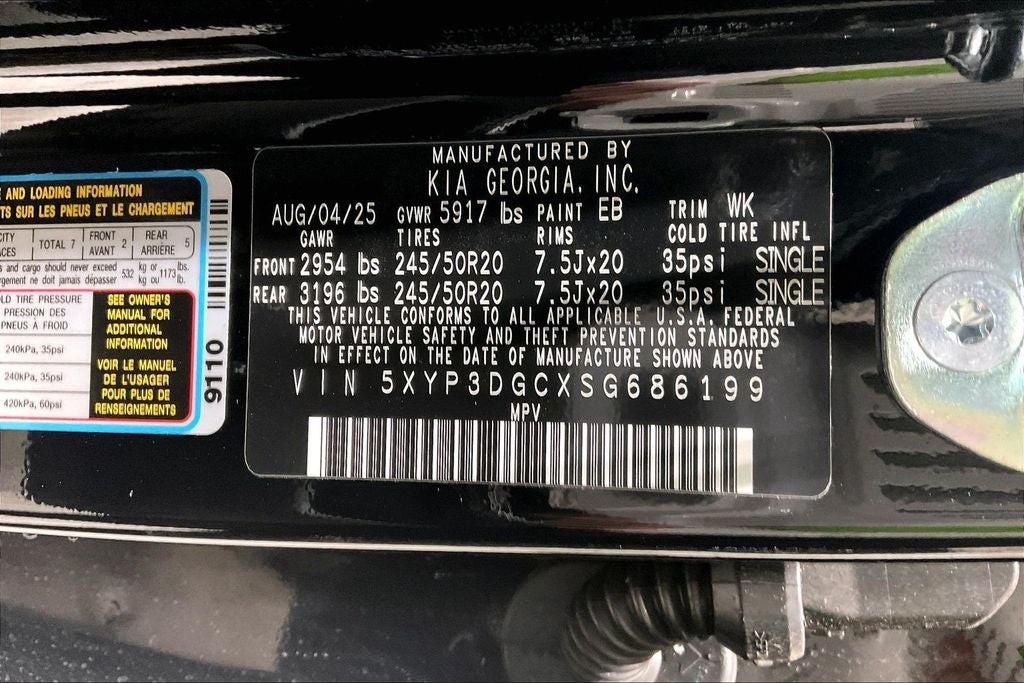 E AND LOADING INFORMATION
TS SUR LES PNEUS ET LE CHARGEMENT
CITY
CES
TOTAL 7
FRONT
AVANT 2
REAR
ARRIÈRE 5
s and cargo should never exceed
rgement ne doit jamais dépasser
532
kg or
kg ou
1173
lbs.
lb.
LD TIRE PRESSURE
PRESSION DES
PNEUS À FROID
240kPa, 35psi
240kPa, 35psi
420kPa, 60psi
SEE OWNER'S
MANUAL FOR
ADDITIONAL
INFORMATION
VOIR LE MANUEL
DE L'USAGER
POUR PLUS DE
RENSEIGNEMENTS
9110
MANUFACTURED BY
KIA GEORGIA, INC.
AUG/04/25 GVWR 5917 lbs PAINT EB TRIM WK
GAWR TIRES RIMS COLD TIRE INFL
FRONT 2954 lbs 245/50R20 7.5Jx20 35psi SINGLE
REAR 3196 lbs 245/50R20 7.5Jx20 35psi SINGLE
THIS VEHICLE CONFORMS TO ALL APPLICABLE U.S.A. FEDERAL
MOTOR VEHICLE SAFETY AND THEFT PREVENTION STANDARDS
IN EFFECT ON THE DATE OF MANUFACTURE SHOWN ABOVE
VIN 5XYP3DGCXSG686199
MPV